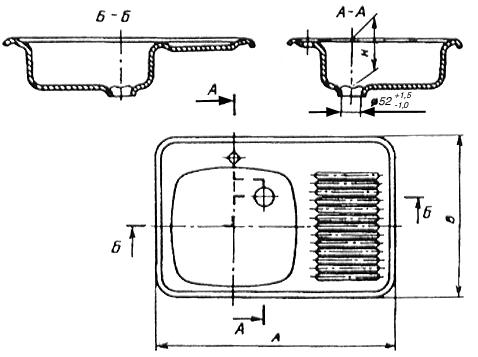 Б - Б
А - А
H
⌀52 +1,5 -1,0
А
Б
Б
В
А
А